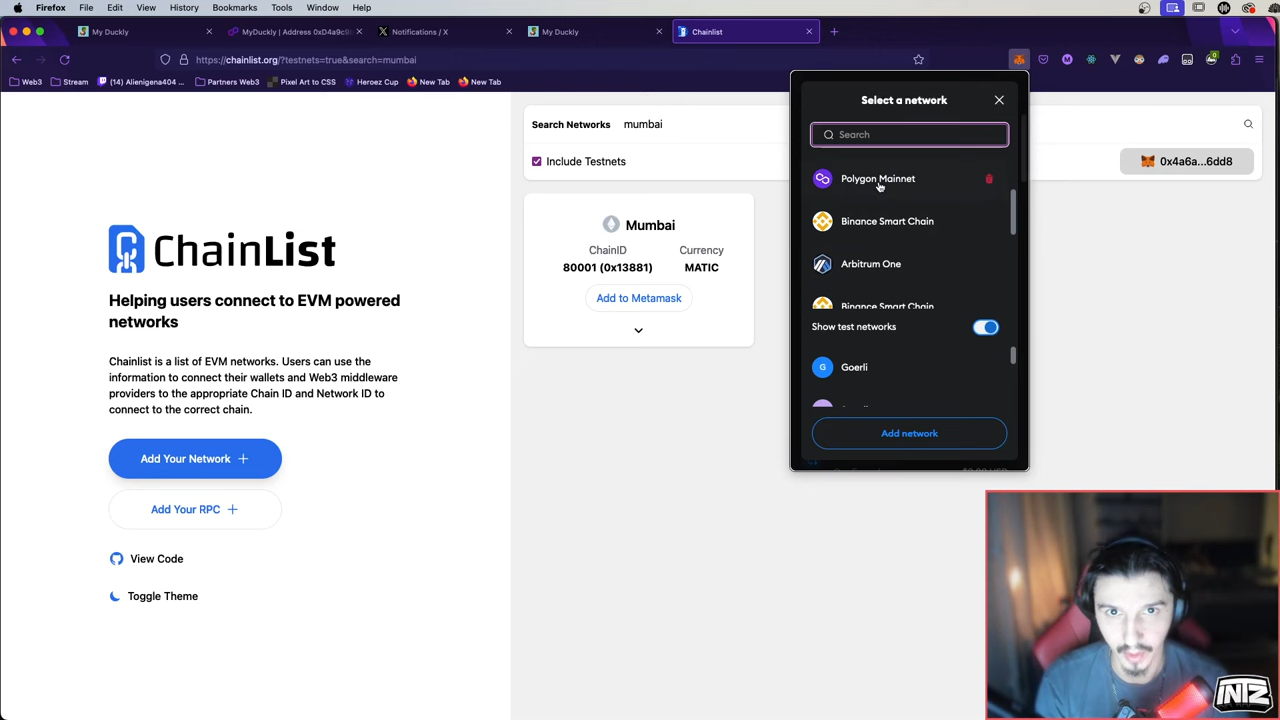 Firefox File Edit View History Bookmarks Tools Window Help
My Duckly
MyDuckly | Address 0xD4a9c9
Notifications / X
My Duckly
Chainlist
https://chainlist.org/?testnets=true&search=mumbai
Web3
Stream
(14) Alienigena404 ...
Partners Web3
Pixel Art to CSS
Heroez Cup
New Tab
New Tab
Search Networks mumbai
Include Testnets
0x4a6a...6dd8
Mumbai
ChainID Currency
80001 (0x13881) MATIC
Add to Metamask
Select a network
Search
Polygon Mainnet
Binance Smart Chain
Arbitrum One
Binance Smart Chain
Show test networks
G Goerli
Add network
ChainList
Helping users connect to EVM powered
networks
Chainlist is a list of EVM networks. Users can use the
information to connect their wallets and Web3 middleware
providers to the appropriate Chain ID and Network ID to
connect to the correct chain.
Add Your Network
Add Your RPC
View Code
Toggle Theme
INTZ